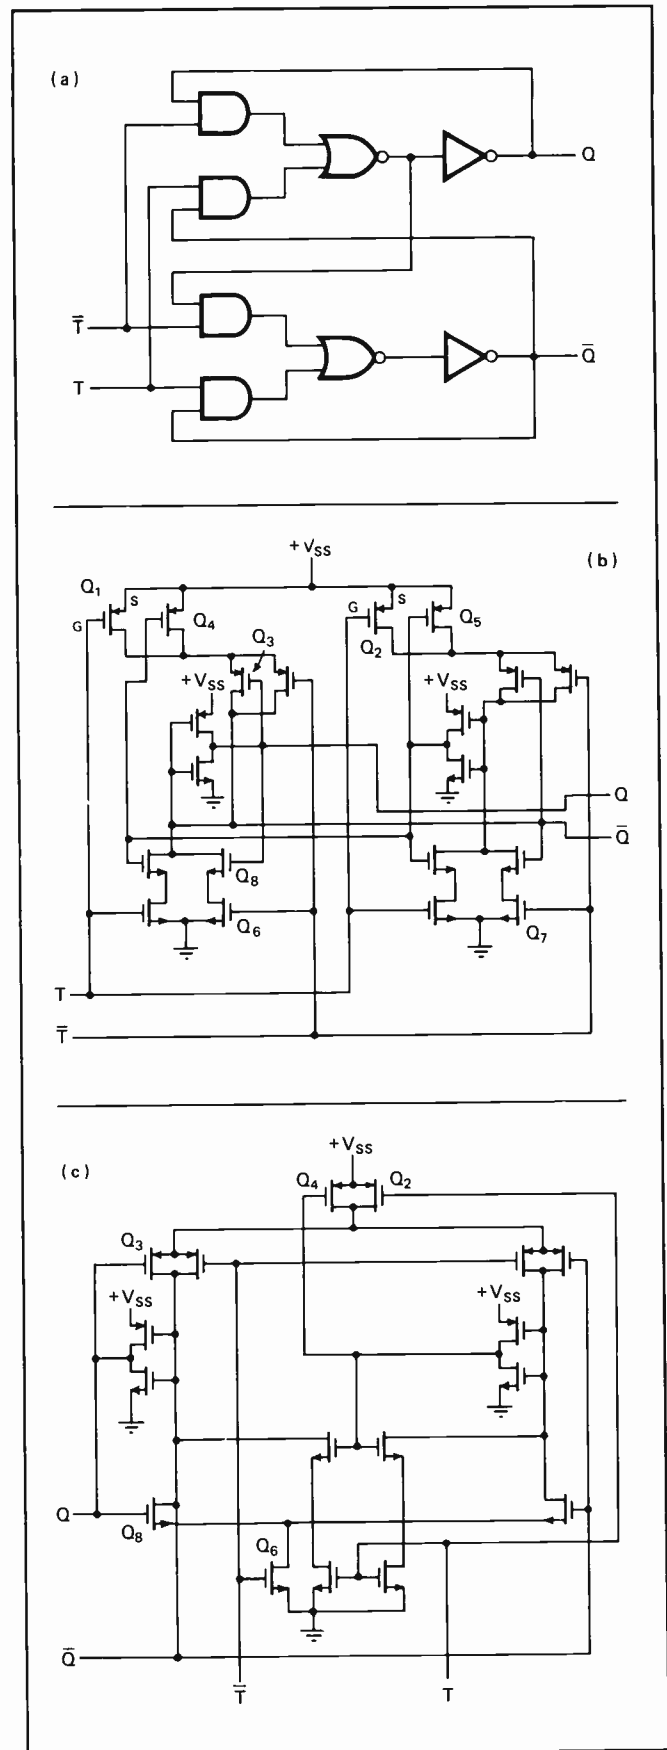 (a)
Q
T̅
T
Q̅
+VSS
(b)
Q1
S
G
Q4
Q3
+VSS
G
S
Q2
Q5
+VSS
Q
Q̅
Q8
Q6
Q7
T
T̅
(c)
+VSS
Q4
Q2
Q3
+VSS
+VSS
Q
Q8
Q6
Q̅
T̅
T